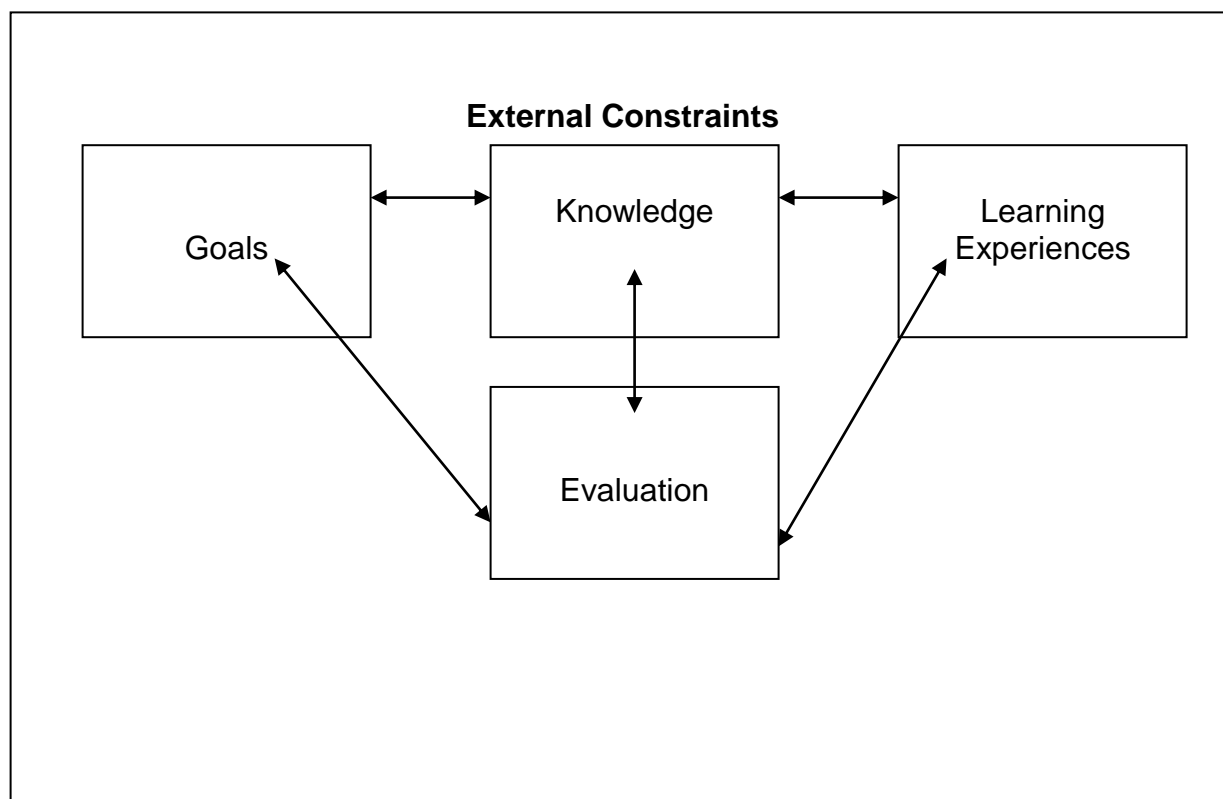 External Constraints
Goals
Knowledge
Learning
Experiences
Evaluation